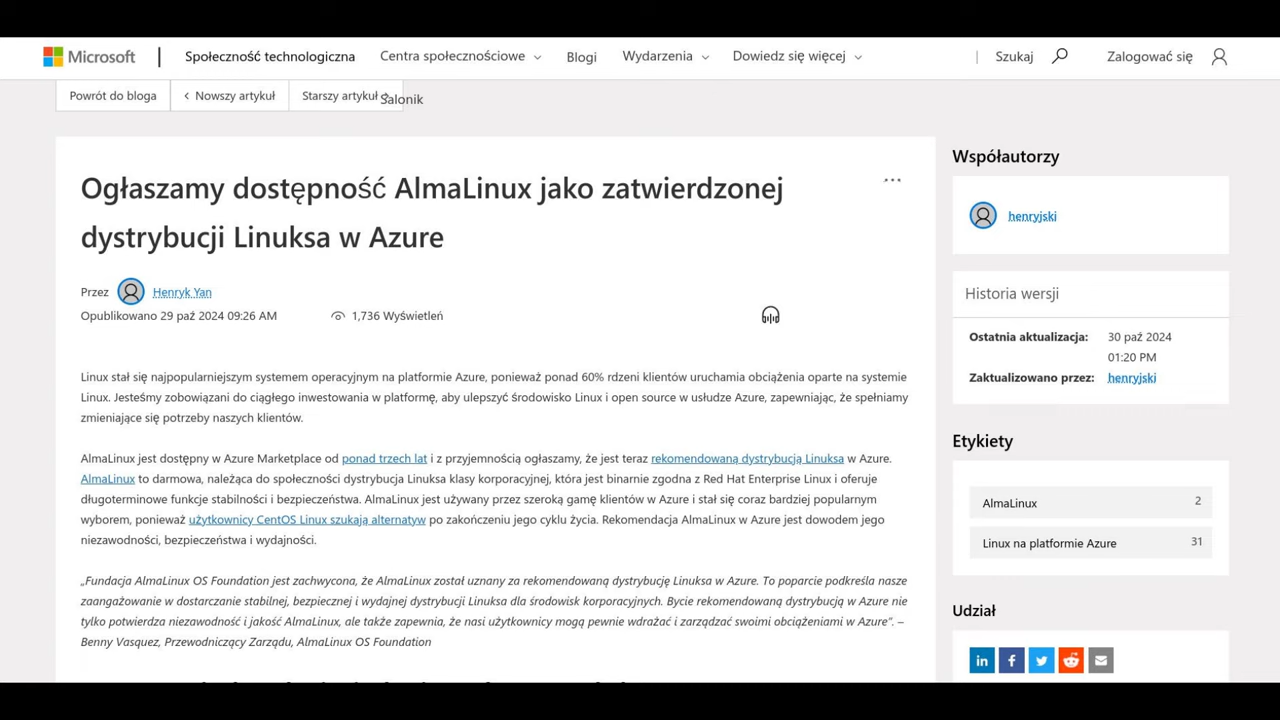 Microsoft
Społeczność technologiczna
Centra społecznościowe
Blogi
Wydarzenia
Dowiedz się więcej
Szukaj
Zalogować się
Powrót do bloga
Nowszy artykuł
Starszy artykuł
Salonik
Ogłaszamy dostępność AlmaLinux jako zatwierdzonej
dystrybucji Linuksa w Azure
Przez Henryk Yan
Opublikowano 29 paź 2024 09:26 AM
1,736 Wyświetleń
Linux stał się najpopularniejszym systemem operacyjnym na platformie Azure, ponieważ ponad 60% rdzeni klientów uruchamia obciążenia oparte na systemie
Linux. Jesteśmy zobowiązani do ciągłego inwestowania w platformę, aby ulepszyć środowisko Linux i open source w usłudze Azure, zapewniając, że spełniamy
zmieniające się potrzeby naszych klientów.
AlmaLinux jest dostępny w Azure Marketplace od ponad trzech lat i z przyjemnością ogłaszamy, że jest teraz rekomendowaną dystrybucją Linuksa w Azure.
AlmaLinux to darmowa, należąca do społeczności dystrybucja Linuksa klasy korporacyjnej, która jest binarnie zgodna z Red Hat Enterprise Linux i oferuje
długoterminowe funkcje stabilności i bezpieczeństwa. AlmaLinux jest używany przez szeroką gamę klientów w Azure i stał się coraz bardziej popularnym
wyborem, ponieważ użytkownicy CentOS Linux szukają alternatyw po zakończeniu jego cyklu życia. Rekomendacja AlmaLinux w Azure jest dowodem jego
niezawodności, bezpieczeństwa i wydajności.
„Fundacja AlmaLinux OS Foundation jest zachwycona, że AlmaLinux został uznany za rekomendowaną dystrybucję Linuksa w Azure. To poparcie podkreśla nasze
zaangażowanie w dostarczanie stabilnej, bezpiecznej i wydajnej dystrybucji Linuksa dla środowisk korporacyjnych. Bycie rekomendowaną dystrybucją w Azure nie
tylko potwierdza niezawodność i jakość AlmaLinux, ale także zapewnia, że nasi użytkownicy mogą pewnie wdrażać i zarządzać swoimi obciążeniami w Azure”. –
Benny Vasquez, Przewodniczący Zarządu, AlmaLinux OS Foundation
Współautorzy
henryjski
Historia wersji
Ostatnia aktualizacja: 30 paź 2024
01:20 PM
Zaktualizowano przez: henryjski
Etykiety
AlmaLinux 2
Linux na platformie Azure 31
Udział